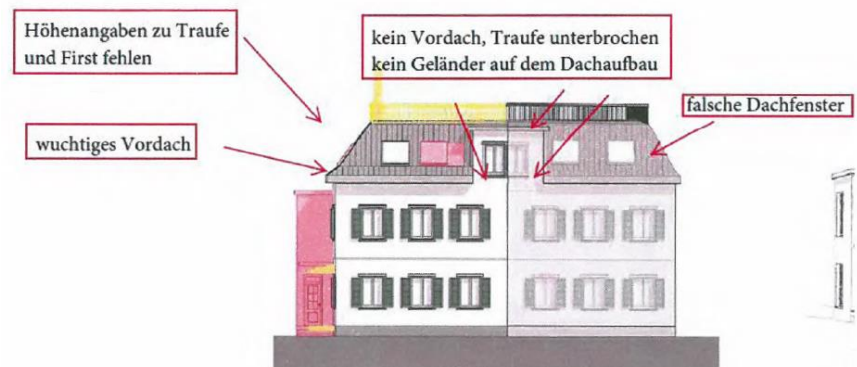 Höhenangaben zu Traufe
und First fehlen
kein Vordach, Traufe unterbrochen
kein Geländer auf dem Dachaufbau
falsche Dachfenster
wuchtiges Vordach